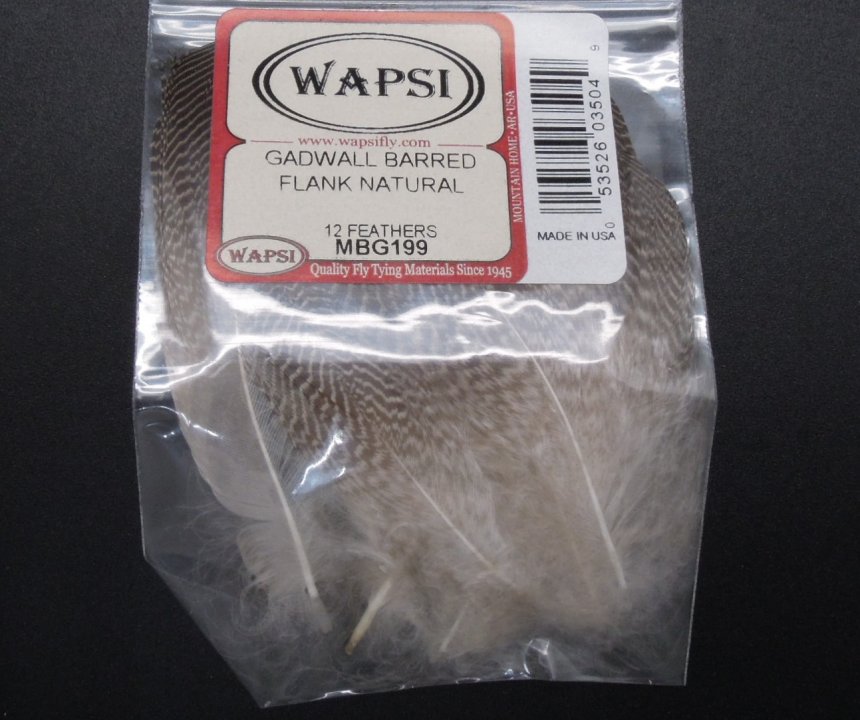 WAPSI
www.wapsifly.com
GADWALL BARRED
FLANK NATURAL
12 FEATHERS
MBG199
WAPSI
Quality Fly Tying Materials Since 1945
MOUNTAIN HOME • AR • USA
0 53526 03504 9
MADE IN USA